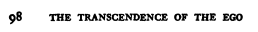 98 THE TRANSCENDENCE OF THE EGO